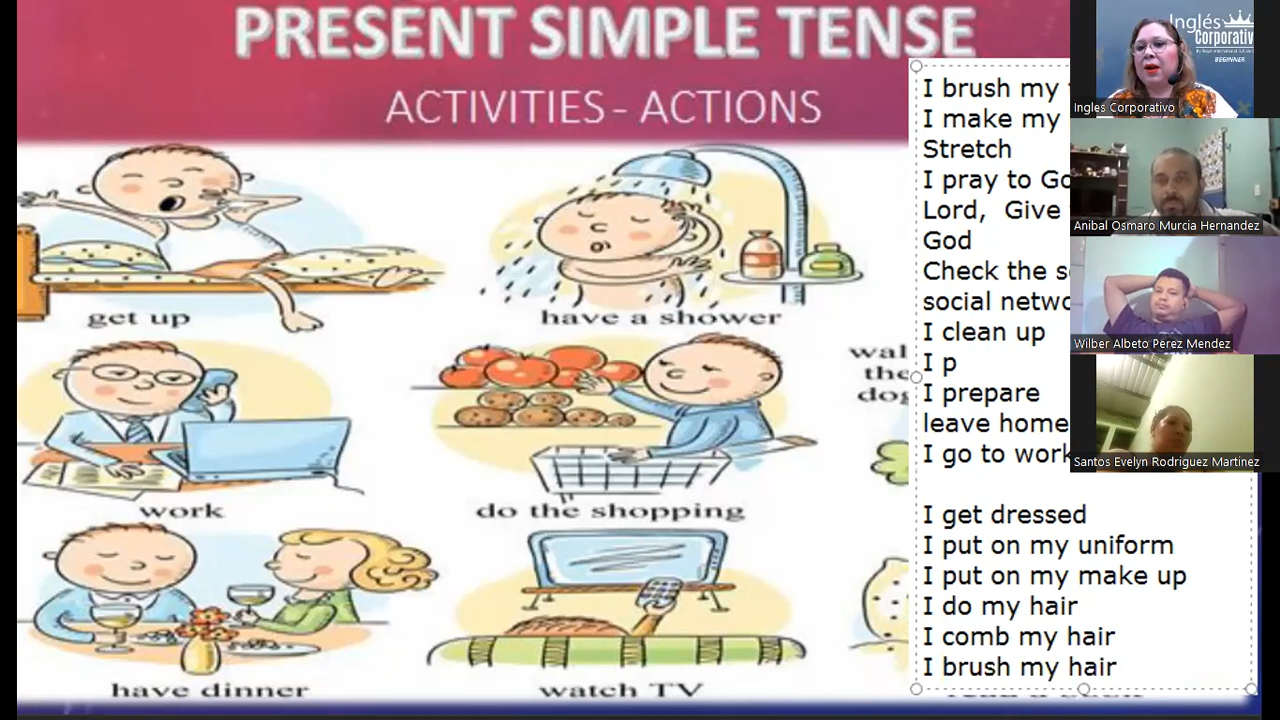 PRESENT SIMPLE TENSE
ACTIVITIES - ACTIONS
get up
have a shower
work
do the shopping
have dinner
watch TV
I brush my
I make my
Stretch
I pray to
Lord, Give
God
Check the
social
I clean up
I p
I prepare
leave home
I go to work
I get dressed
I put on my uniform
I put on my make up
I do my hair
I comb my hair
I brush my hair
Inglés
Corporativo
BEGINNER
Ingles Corporativo
Anibal Osmaro Murcia Hernandez
Wilber Albeto Perez Mendez
Santos Evelyn Rodriguez Martinez